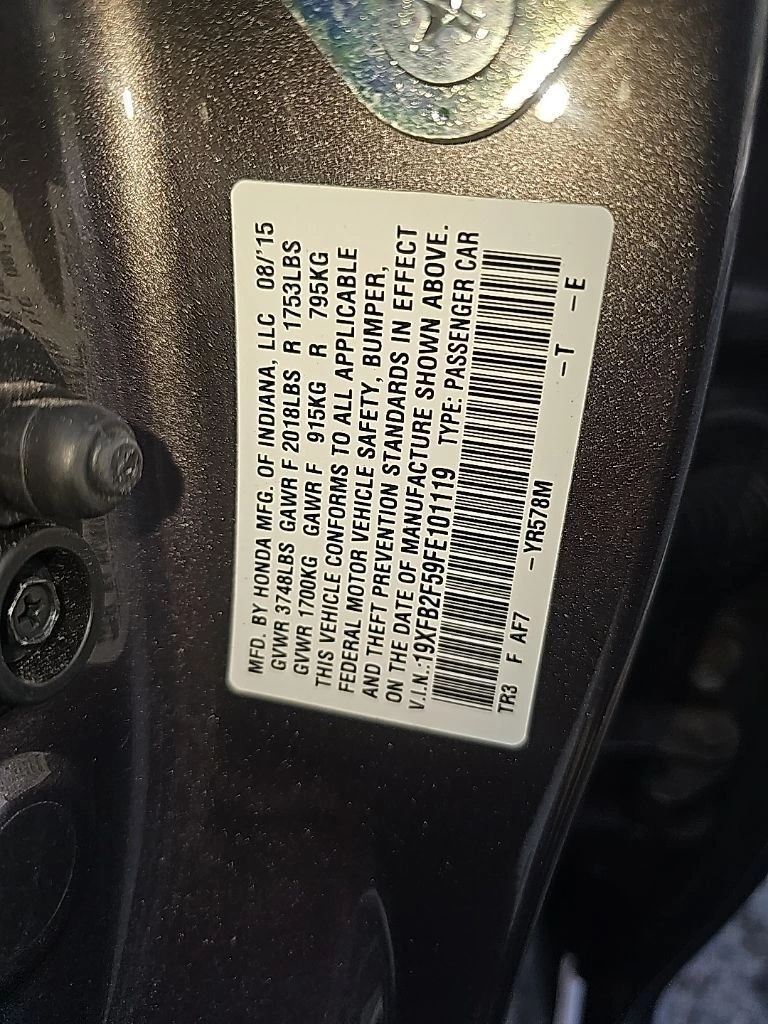 MFD. BY HONDA MFG. OF INDIANA, LLC 08/'15
GVWR 3748LBS GAWR F 2018LBS R 1753LBS
GVWR 1700KG GAWR F 915KG R 795KG
THIS VEHICLE CONFORMS TO ALL APPLICABLE
FEDERAL MOTOR VEHICLE SAFETY, BUMPER,
AND THEFT PREVENTION STANDARDS IN EFFECT
ON THE DATE OF MANUFACTURE SHOWN ABOVE.
V.I.N.:19XFB2F59FE101119 TYPE: PASSENGER CAR
TR3 F AF7 -YR578M -T -E